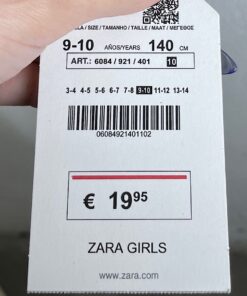 / SIZE / TAMANHO / TAILLE / MAAT / ΜΕΓΕΘΟΣ
9-10 AÑOS/YEARS 140 CM
ART.: 6084 / 921 / 401 10
3-4 4-5 5-6 6-7 7-8 9-10 11-12 13-14
06084921401102
€ 1995
ZARA GIRLS
www.zara.com